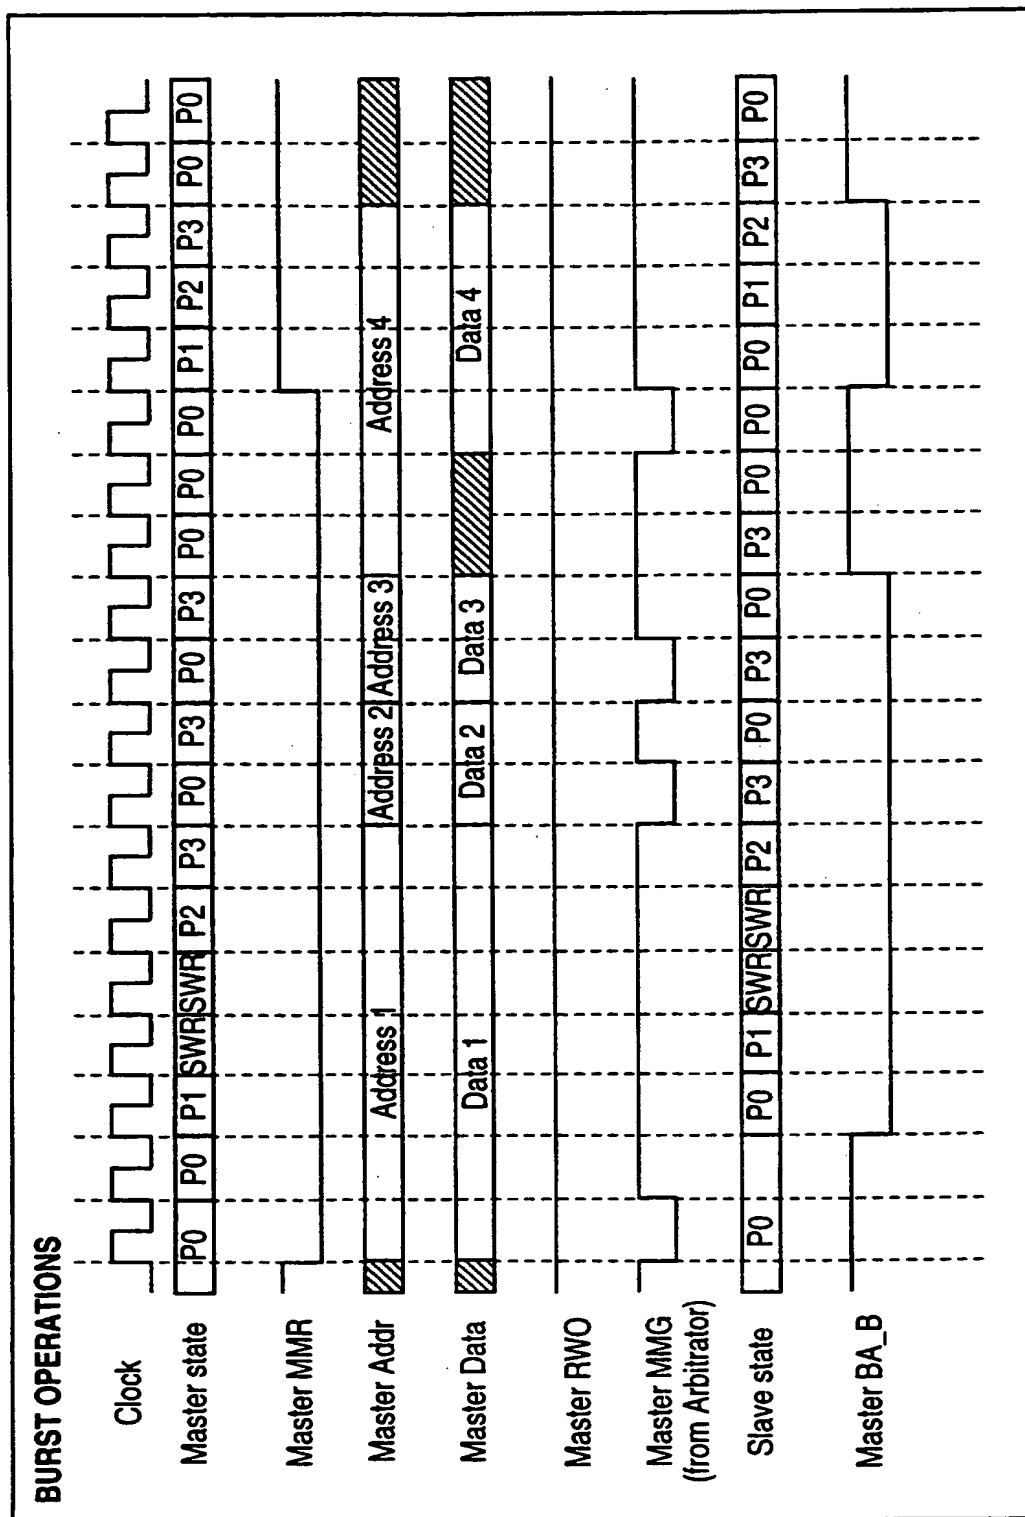 BURST OPERATIONS
Clock
Master state P0 P0 P1 SWR SWR P2 P3 P0 P3 P0 P3 P0 P0 P0 P1 P2 P3 P0 P0
Master MMR
Master Addr Address 1 Address 2 Address 3 Address 4
Master Data Data 1 Data 2 Data 3 Data 4
Master RWO
Master MMG
(from Arbitrator)
Slave state P0 P0 P1 SWR SWR P2 P3 P0 P3 P0 P3 P0 P0 P0 P1 P2 P3 P0
Master BA_B